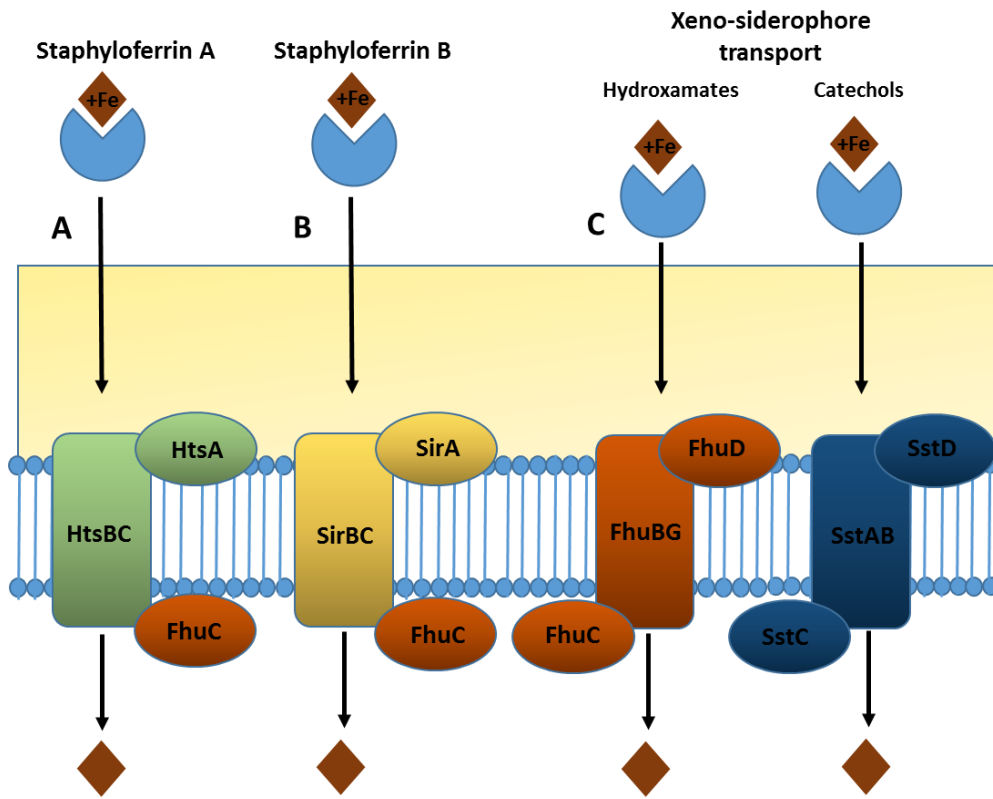 Xeno-siderophore
transport
Staphyloferrin A
Staphyloferrin B
Hydroxamates
Catechols
+Fe
+Fe
+Fe
+Fe
A
B
C
HtsA
SirA
FhuD
SstD
HtsBC
SirBC
FhuBG
SstAB
FhuC
FhuC
FhuC
SstC